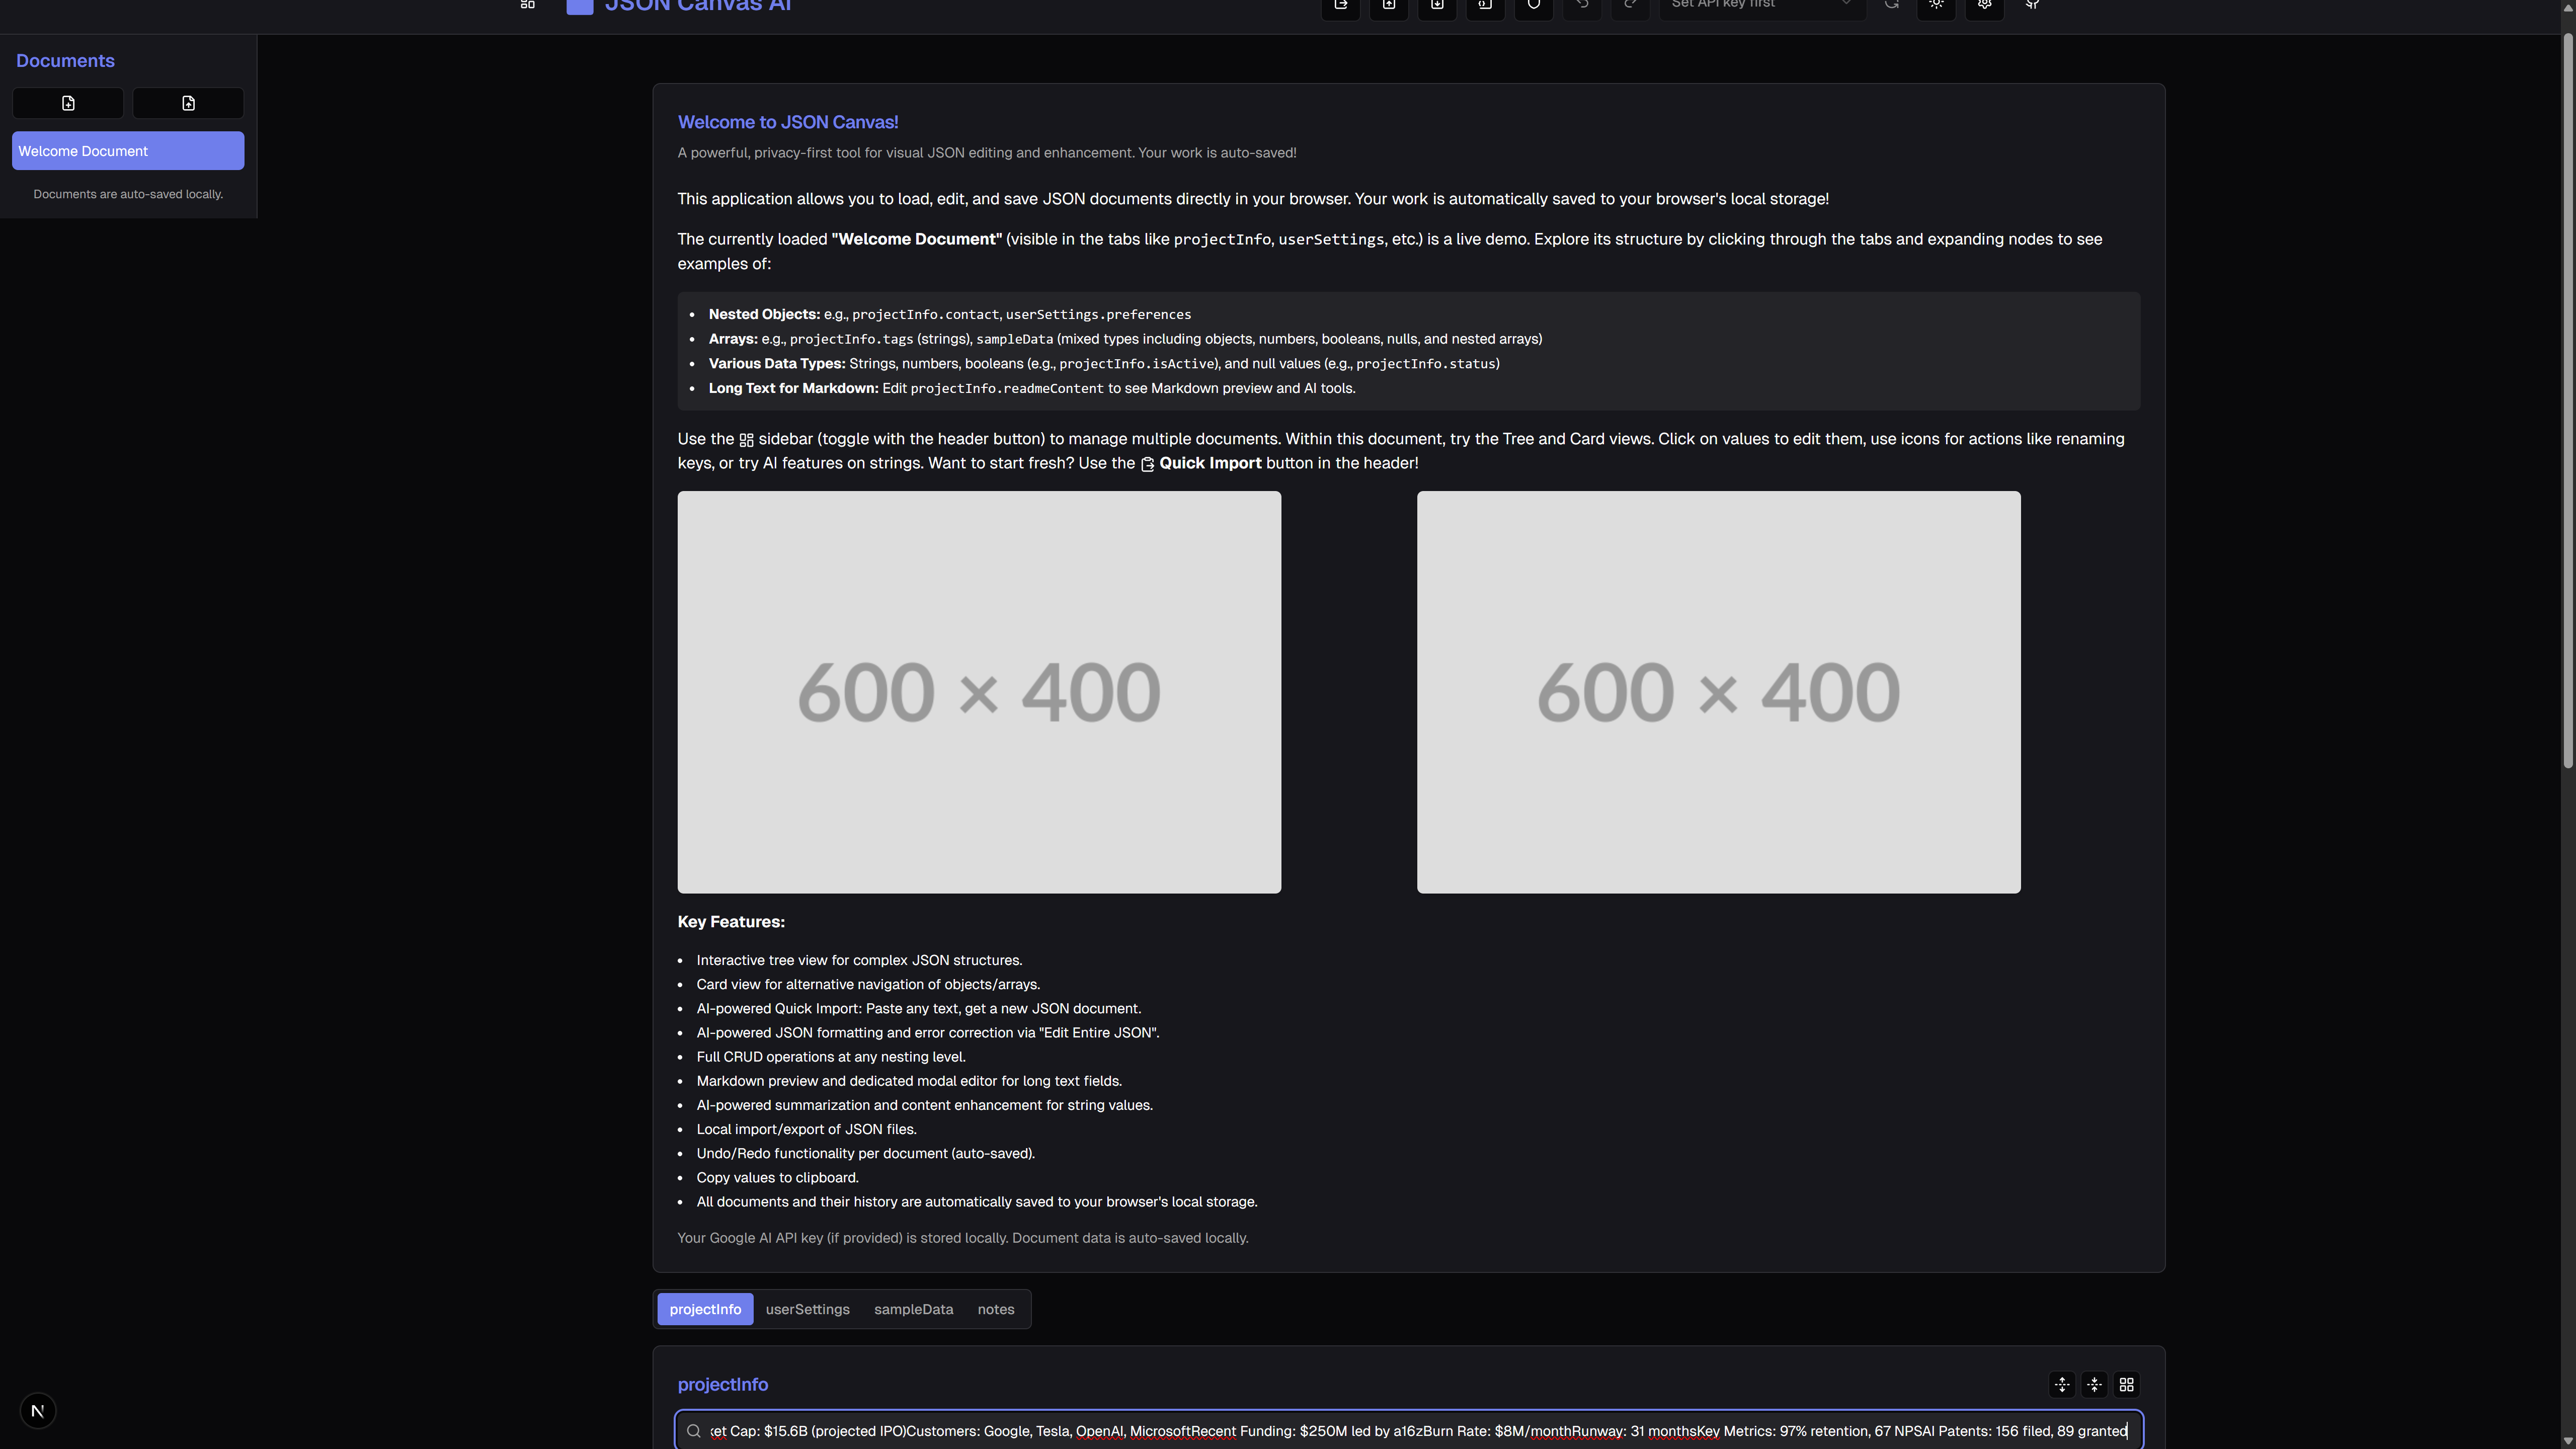 JSON Canvas AI
Set API key first
Documents
Welcome Document
Documents are auto-saved locally.
Welcome to JSON Canvas!
A powerful, privacy-first tool for visual JSON editing and enhancement. Your work is auto-saved!
This application allows you to load, edit, and save JSON documents directly in your browser. Your work is automatically saved to your browser's local storage!
The currently loaded "Welcome Document" (visible in the tabs like projectInfo, userSettings, etc.) is a live demo. Explore its structure by clicking through the tabs and expanding nodes to see
examples of:
• Nested Objects: e.g., projectInfo.contact, userSettings.preferences
• Arrays: e.g., projectInfo.tags (strings), sampleData (mixed types including objects, numbers, booleans, nulls, and nested arrays)
• Various Data Types: Strings, numbers, booleans (e.g., projectInfo.isActive), and null values (e.g., projectInfo.status)
• Long Text for Markdown: Edit projectInfo.readmeContent to see Markdown preview and AI tools.
Use the sidebar (toggle with the header button) to manage multiple documents. Within this document, try the Tree and Card views. Click on values to edit them, use icons for actions like renaming
keys, or try AI features on strings. Want to start fresh? Use the Quick Import button in the header!
600 × 400
600 × 400
Key Features:
• Interactive tree view for complex JSON structures.
• Card view for alternative navigation of objects/arrays.
• AI-powered Quick Import: Paste any text, get a new JSON document.
• AI-powered JSON formatting and error correction via "Edit Entire JSON".
• Full CRUD operations at any nesting level.
• Markdown preview and dedicated modal editor for long text fields.
• AI-powered summarization and content enhancement for string values.
• Local import/export of JSON files.
• Undo/Redo functionality per document (auto-saved).
• Copy values to clipboard.
• All documents and their history are automatically saved to your browser's local storage.
Your Google AI API key (if provided) is stored locally. Document data is auto-saved locally.
projectInfo userSettings sampleData notes
projectInfo
N
ket Cap: $15.6B (projected IPO)Customers: Google, Tesla, OpenAI, MicrosoftRecent Funding: $250M led by a16zBurn Rate: $8M/monthRunway: 31 monthsKey Metrics: 97% retention, 67 NPSAI Patents: 156 filed, 89 granted